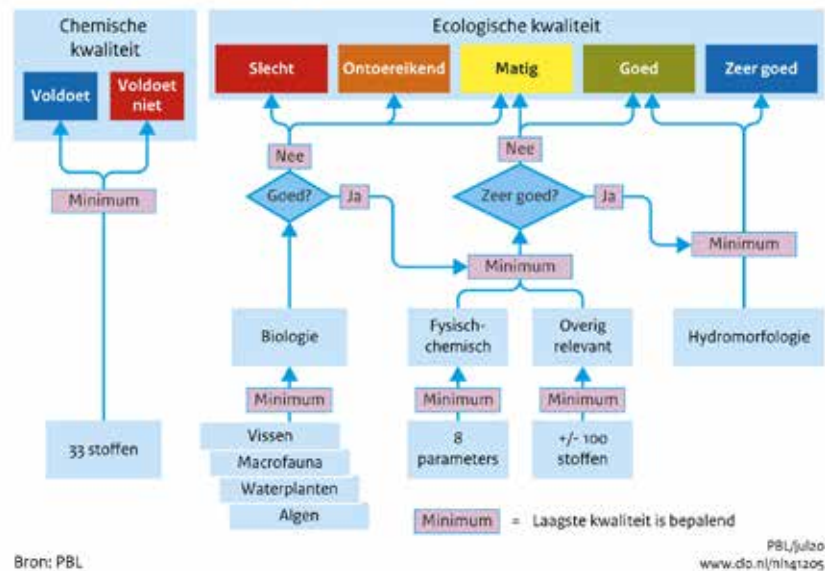 Chemische
kwaliteit
Voldoet
Voldoet
niet
Minimum
33 stoffen
Ecologische kwaliteit
Slecht
Ontoereikend
Matig
Goed
Zeer goed
Nee
Goed?
Ja
Nee
Zeer goed?
Ja
Minimum
Minimum
Biologie
Fysisch-
chemisch
Overig
relevant
Hydromorfologie
Minimum
Minimum
Minimum
Vissen
Macrofauna
Waterplanten
Algen
8
parameters
+/- 100
stoffen
Minimum = Laagste kwaliteit is bepalend
Bron: PBL
PBL/jul20
www.clo.nl/nl141205